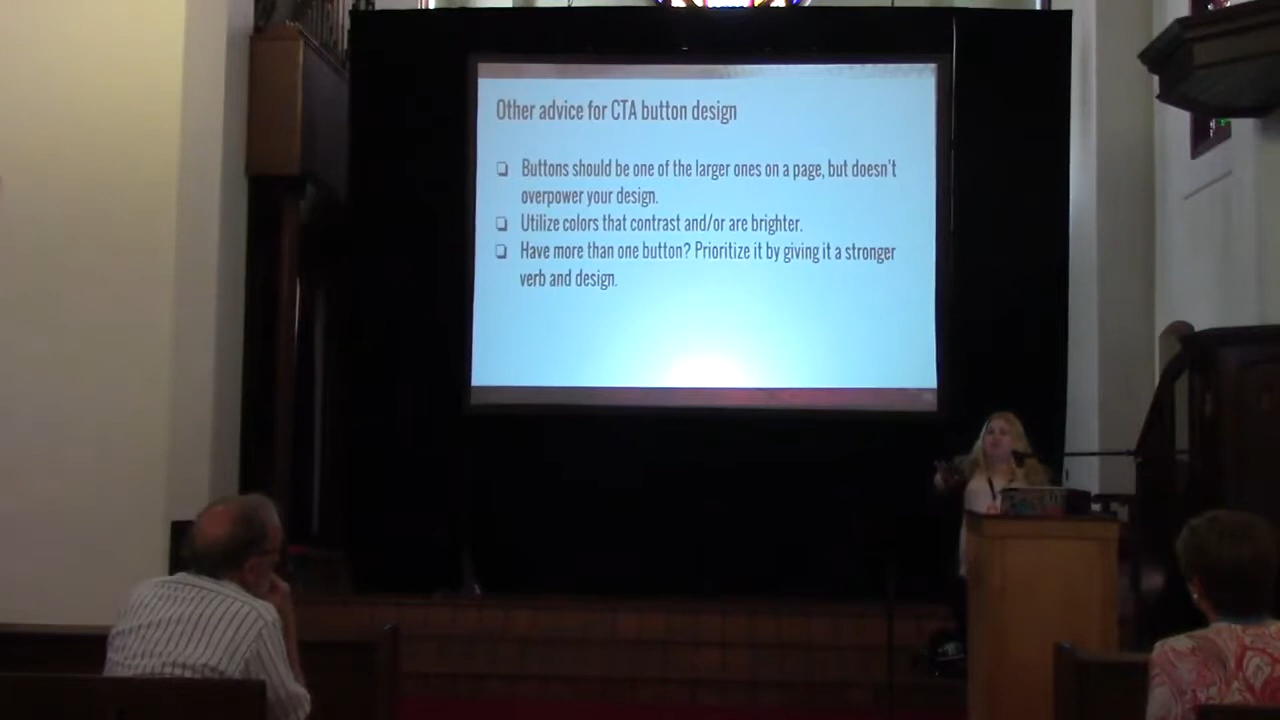 Other advice for CTA button design
❏ Buttons should be one of the larger ones on a page, but doesn't
overpower your design.
❏ Utilize colors that contrast and/or are brighter.
❏ Have more than one button? Prioritize it by giving it a stronger
verb and design.